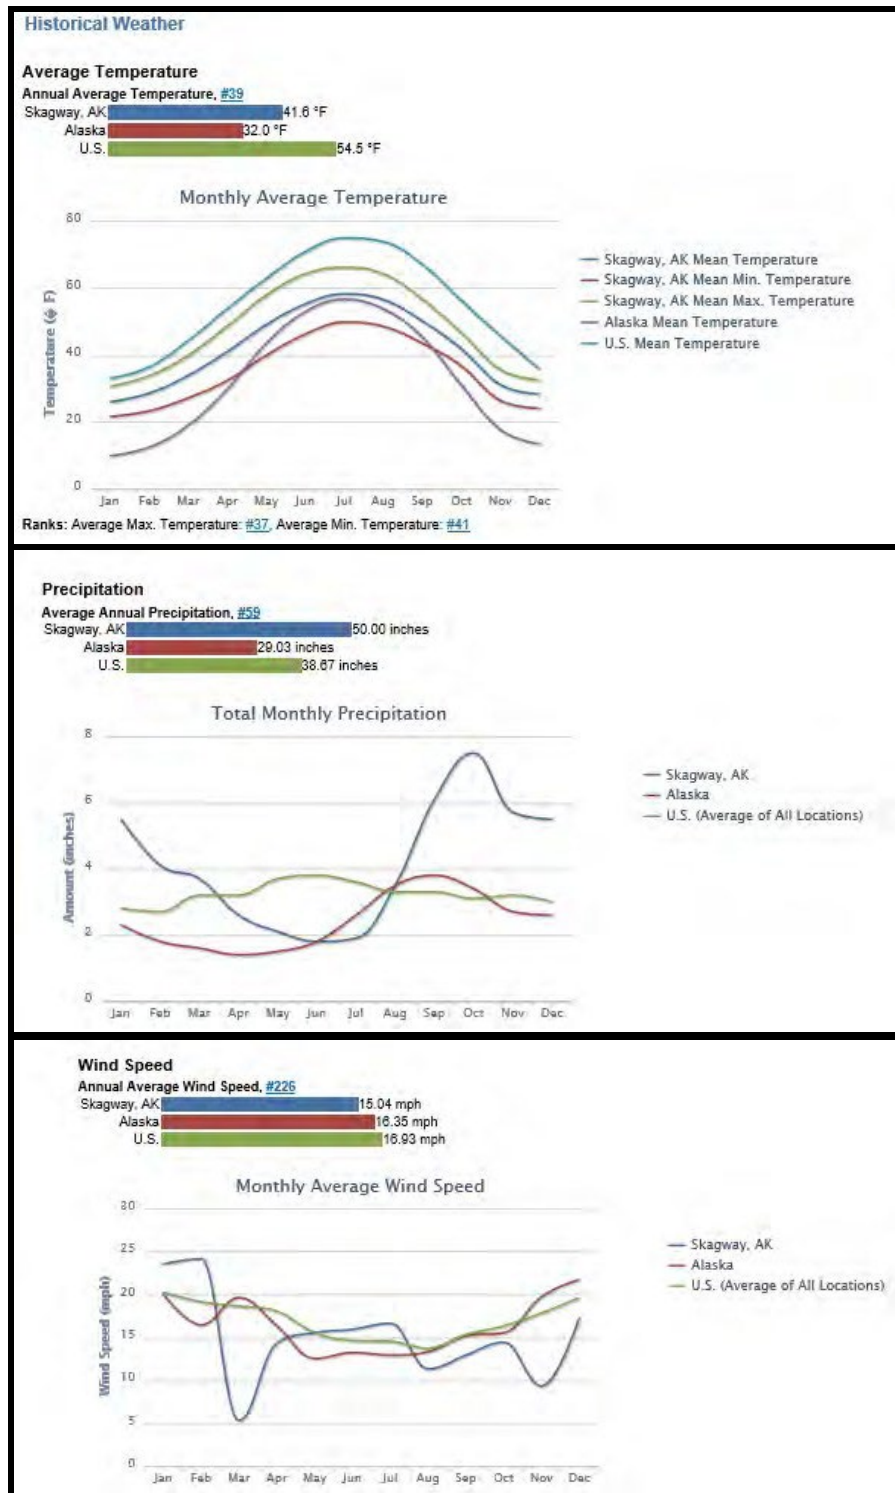 Historical Weather
Average Temperature
Annual Average Temperature, #39
Skagway, AK 41.6 °F
Alaska 32.0 °F
U.S. 54.5 °F
Monthly Average Temperature
80
60
40
20
0
Temperature (� F)
Jan Feb Mar Apr May Jun Jul Aug Sep Oct Nov Dec
Skagway, AK Mean Temperature
Skagway, AK Mean Min. Temperature
Skagway, AK Mean Max. Temperature
Alaska Mean Temperature
U.S. Mean Temperature
Ranks: Average Max. Temperature: #37, Average Min. Temperature: #41
Precipitation
Average Annual Precipitation, #59
Skagway, AK 50.00 inches
Alaska 29.03 inches
U.S. 38.67 inches
Total Monthly Precipitation
8
6
4
2
0
Amount (inches)
Jan Feb Mar Apr May Jun Jul Aug Sep Oct Nov Dec
Skagway, AK
Alaska
U.S. (Average of All Locations)
Wind Speed
Annual Average Wind Speed, #226
Skagway, AK 15.04 mph
Alaska 16.35 mph
U.S. 16.93 mph
Monthly Average Wind Speed
30
25
20
15
10
5
0
Wind Speed (mph)
Jan Feb Mar Apr May Jun Jul Aug Sep Oct Nov Dec
Skagway, AK
Alaska
U.S. (Average of All Locations)